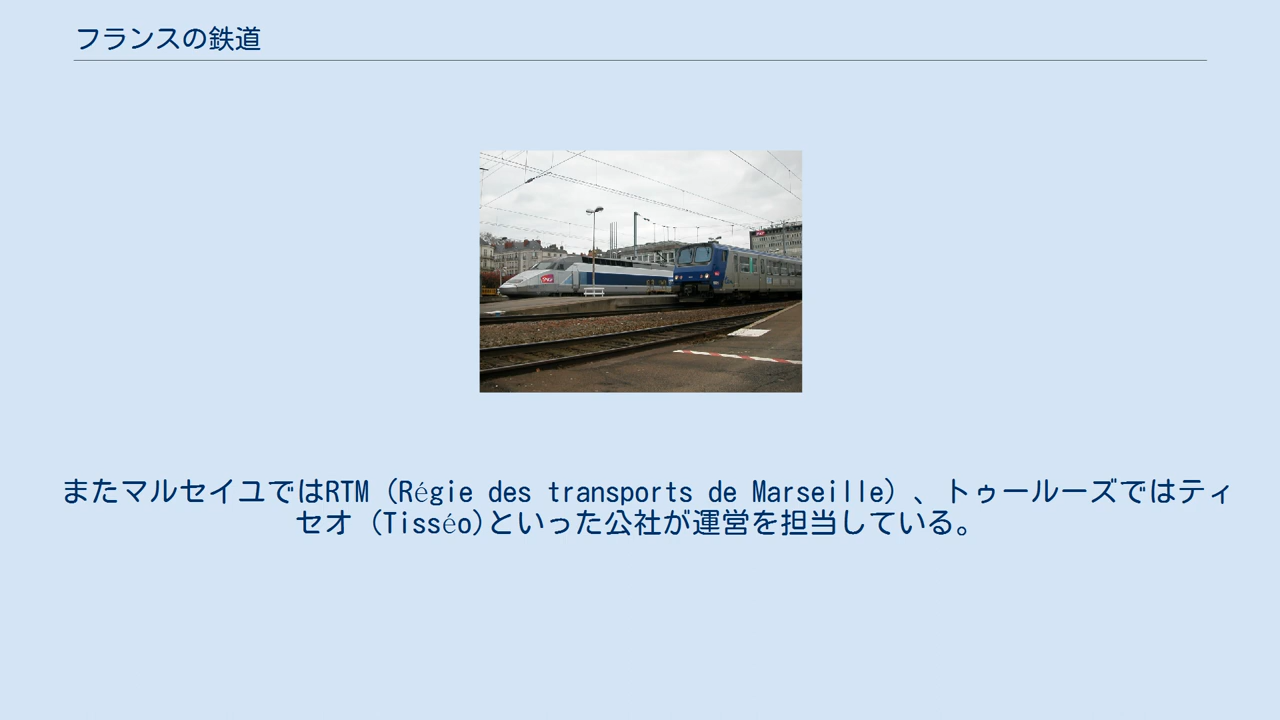 フランスの鉄道
またマルセイユではRTM (Régie des transports de Marseille) 、トゥールーズではティ
セオ (Tisséo)といった公社が運営を担当している。